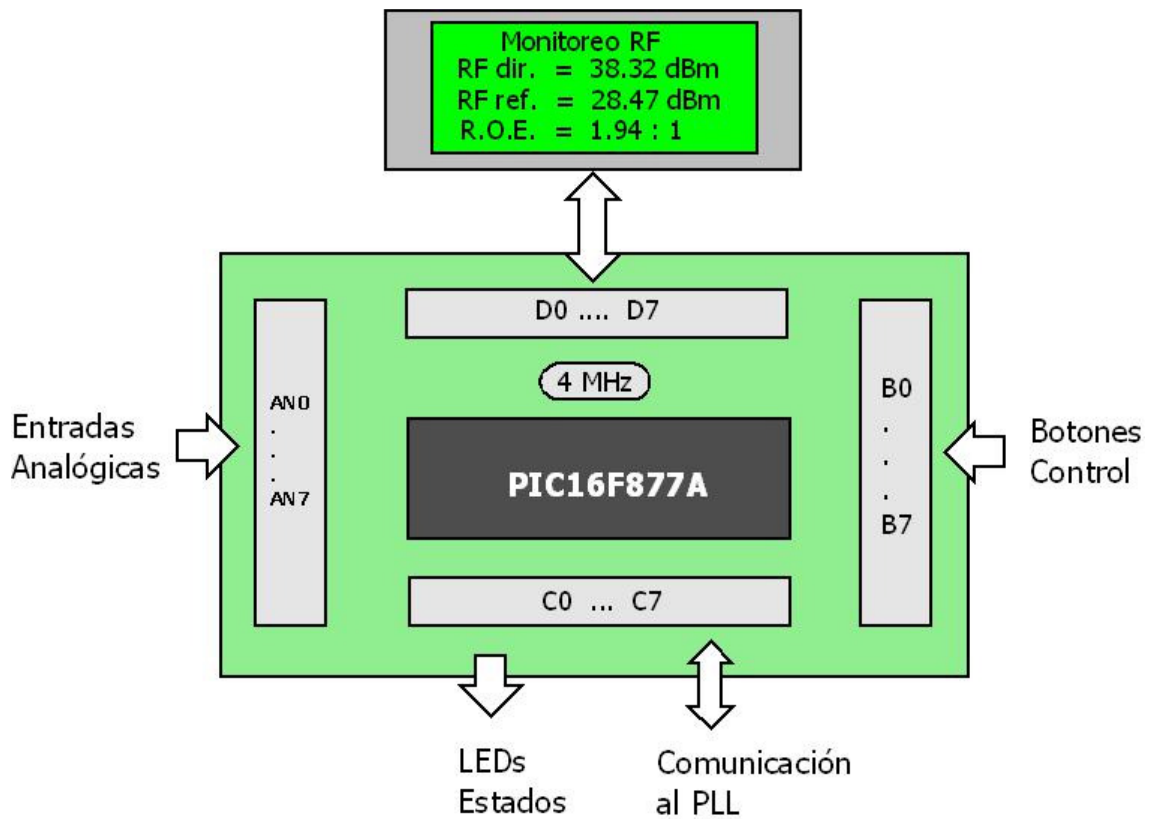 Monitoreo RF
RF dir. = 38.32 dBm
RF ref. = 28.47 dBm
R.O.E. = 1.94 : 1
D0 .... D7
4 MHz
AN0
.
.
.
AN7
Entradas
Analógicas
PIC16F877A
B0
.
.
.
B7
Botones
Control
C0 ... C7
LEDs
Estados
Comunicación
al PLL